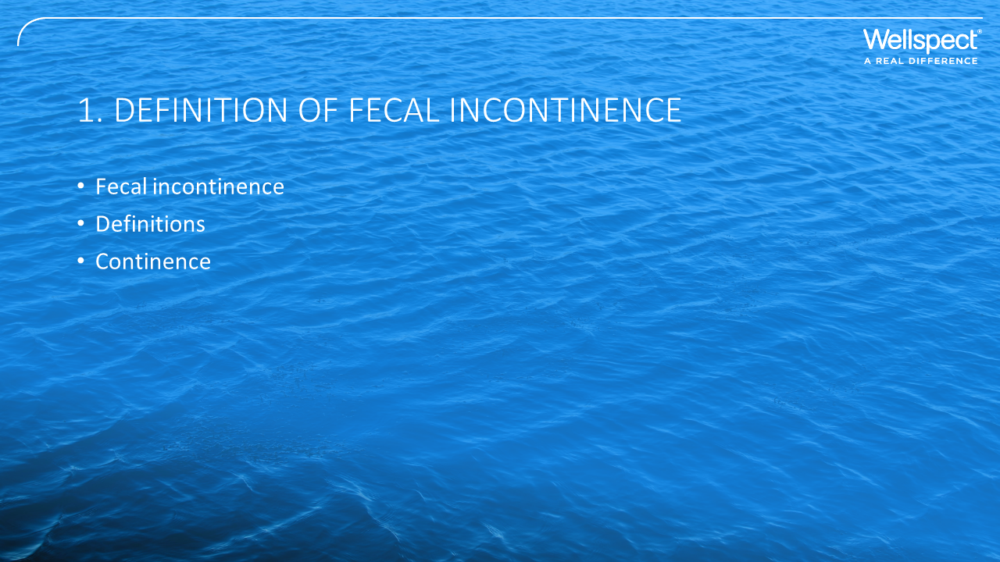 Wellspect®
A REAL DIFFERENCE
1. DEFINITION OF FECAL INCONTINENCE
• Fecal incontinence
• Definitions
• Continence